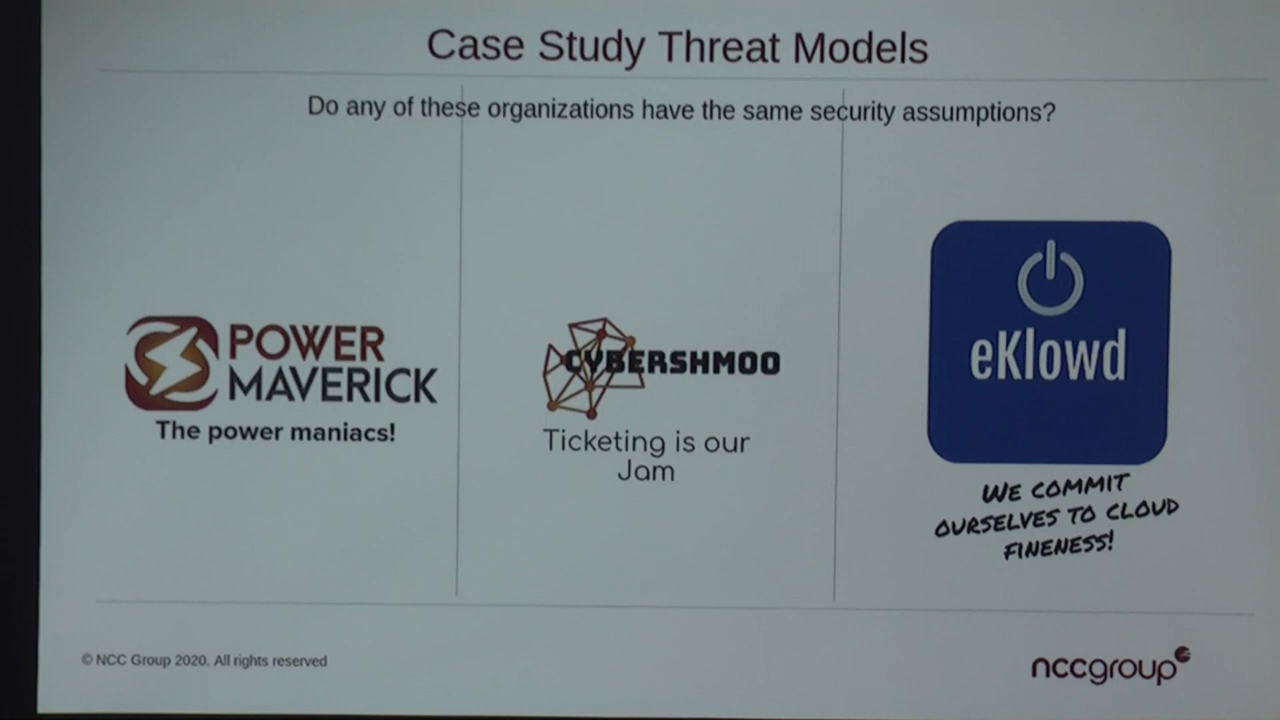 Case Study Threat Models
Do any of these organizations have the same security assumptions?
POWER
MAVERICK
The power maniacs!
CYBERSHMOO
Ticketing is our
Jam
eKlowd
WE COMMIT
OURSELVES TO CLOUD
FINENESS!
© NCC Group 2020. All rights reserved
nccgroup